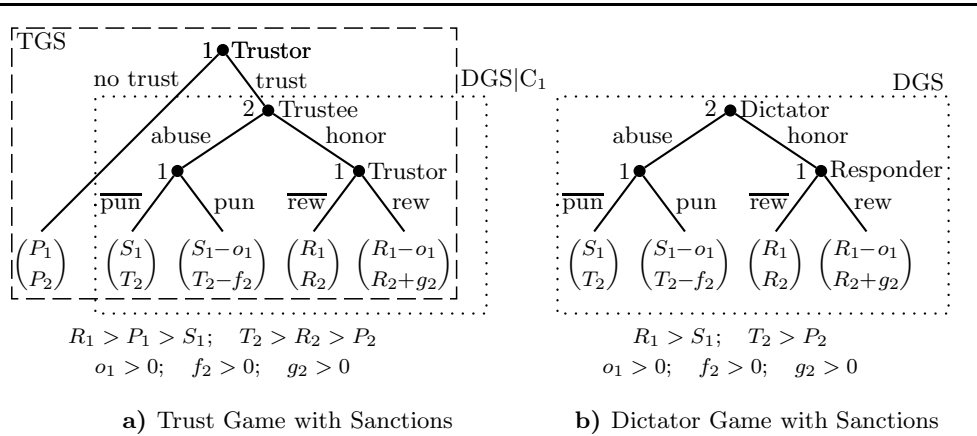 TGS
1 Trustor
no trust trust
DGS|C₁ DGS
2 Trustee 2 Dictator
abuse honor abuse honor
1 1 Trustor 1 1 Responder
p̅u̅n̅ pun r̅e̅w̅ rew p̅u̅n̅ pun r̅e̅w̅ rew
(P₁ (S₁ (S₁−o₁ (R₁ (R₁−o₁ (S₁ (S₁−o₁ (R₁ (R₁−o₁
P₂) T₂) T₂−f₂) R₂) R₂+g₂) T₂) T₂−f₂) R₂) R₂+g₂)
R₁ > P₁ > S₁; T₂ > R₂ > P₂ R₁ > S₁; T₂ > P₂
o₁ > 0; f₂ > 0; g₂ > 0 o₁ > 0; f₂ > 0; g₂ > 0
a) Trust Game with Sanctions b) Dictator Game with Sanctions